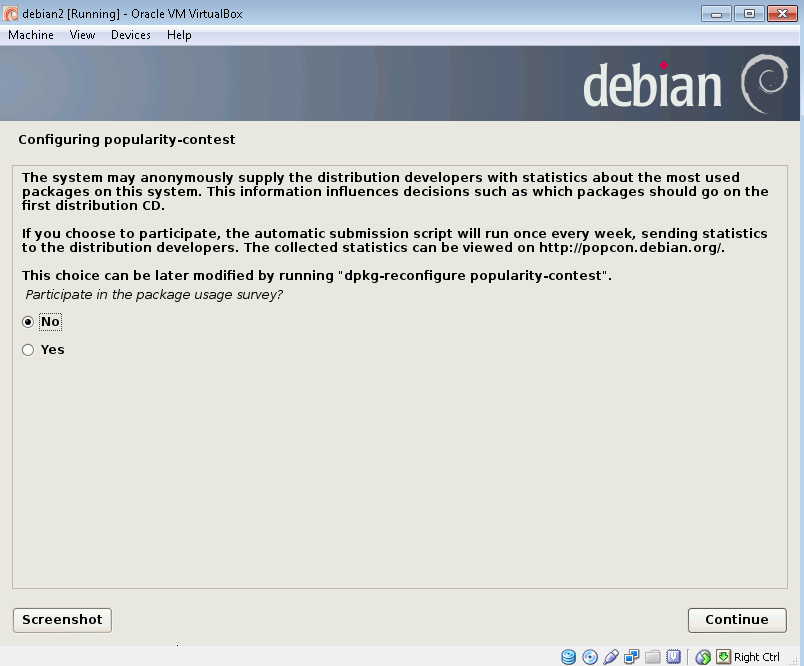 debian2 [Running] - Oracle VM VirtualBox
Machine View Devices Help
debian
Configuring popularity-contest
The system may anonymously supply the distribution developers with statistics about the most used
packages on this system. This information influences decisions such as which packages should go on the
first distribution CD.
If you choose to participate, the automatic submission script will run once every week, sending statistics
to the distribution developers. The collected statistics can be viewed on http://popcon.debian.org/.
This choice can be later modified by running "dpkg-reconfigure popularity-contest".
Participate in the package usage survey?
No
Yes
Screenshot Continue
Right Ctrl